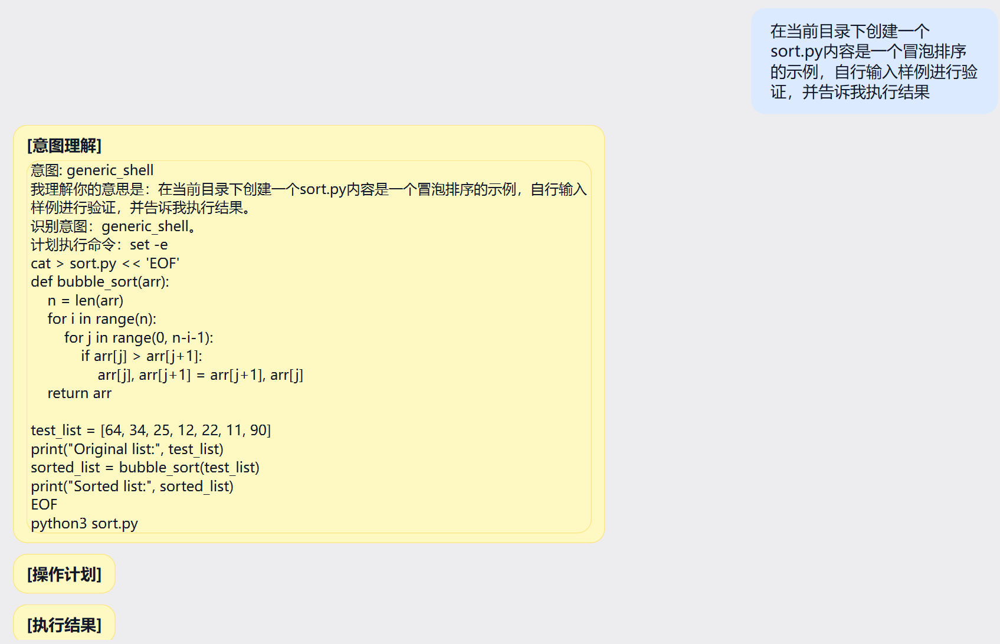 在当前目录下创建一个
sort.py内容是一个冒泡排序
的示例，自行输入样例进行验
证，并告诉我执行结果
[意图理解]
意图: generic_shell
我理解你的意思是：在当前目录下创建一个sort.py内容是一个冒泡排序的示例，自行输入
样例进行验证，并告诉我执行结果。
识别意图：generic_shell。
计划执行命令：set -e
cat > sort.py << 'EOF'
def bubble_sort(arr):
    n = len(arr)
    for i in range(n):
        for j in range(0, n-i-1):
            if arr[j] > arr[j+1]:
                arr[j], arr[j+1] = arr[j+1], arr[j]
    return arr

test_list = [64, 34, 25, 12, 22, 11, 90]
print("Original list:", test_list)
sorted_list = bubble_sort(test_list)
print("Sorted list:", sorted_list)
EOF
python3 sort.py
[操作计划]
[执行结果]